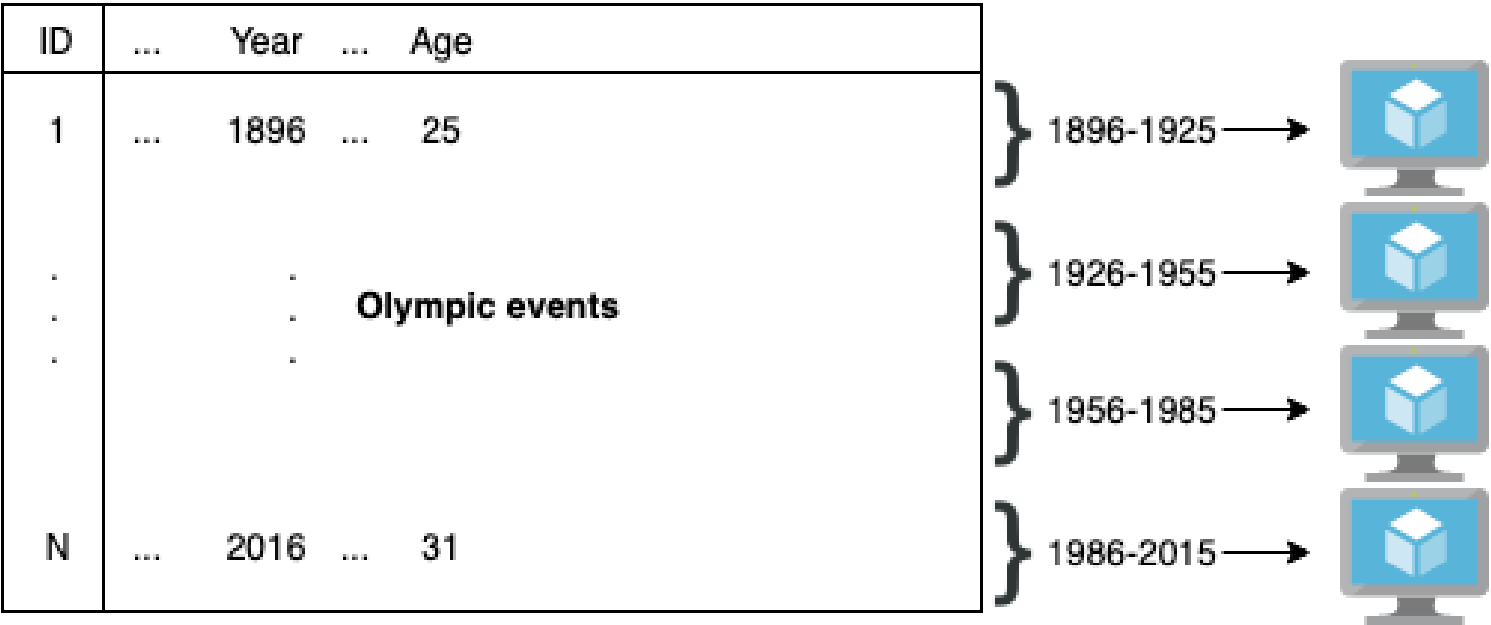 ID ... Year ... Age
1 ... 1896 ... 25
1896-1925
1926-1955
. .
. .
. .
Olympic events
1956-1985
N ... 2016 ... 31
1986-2015